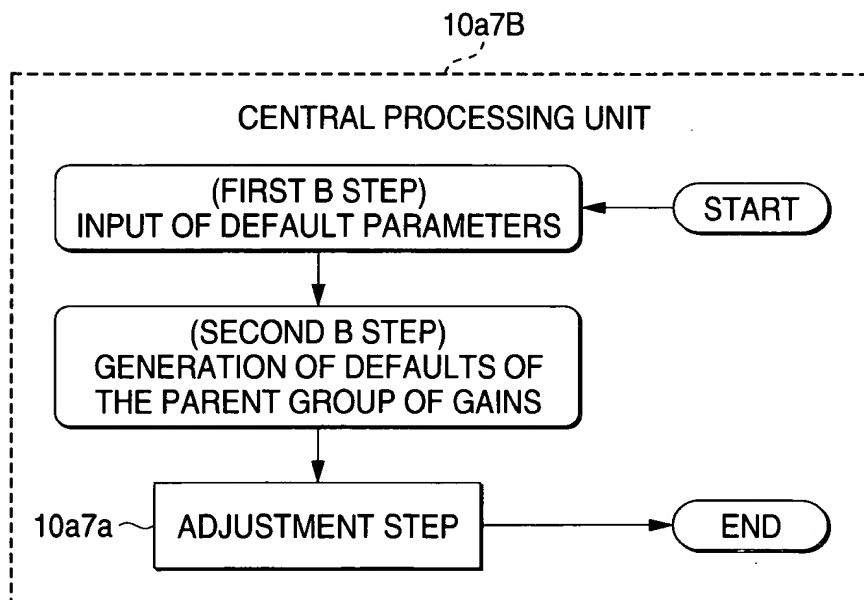 10a7B
CENTRAL PROCESSING UNIT
(FIRST B STEP)
INPUT OF DEFAULT PARAMETERS
START
(SECOND B STEP)
GENERATION OF DEFAULTS OF
THE PARENT GROUP OF GAINS
10a7a
ADJUSTMENT STEP
END